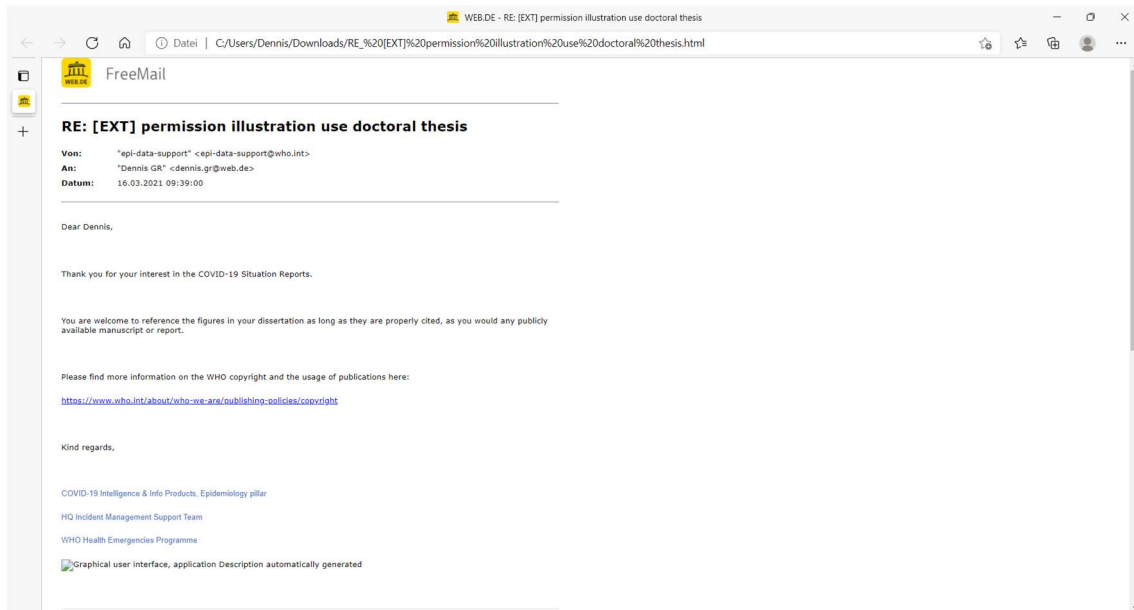 WEB.DE - RE: [EXT] permission illustration use doctoral thesis
Datei | C:/Users/Dennis/Downloads/RE_%20[EXT]%20permission%20illustration%20use%20doctoral%20thesis.html
WEB.DE FreeMail
RE: [EXT] permission illustration use doctoral thesis
Von: "epi-data-support" <epi-data-support@who.int>
An: "Dennis GR" <dennis.gr@web.de>
Datum: 16.03.2021 09:39:00
Dear Dennis,
Thank you for your interest in the COVID-19 Situation Reports.
You are welcome to reference the figures in your dissertation as long as they are properly cited, as you would any publicly
available manuscript or report.
Please find more information on the WHO copyright and the usage of publications here:
https://www.who.int/about/who-we-are/publishing-policies/copyright
Kind regards,
COVID-19 Intelligence & Info Products, Epidemiology pillar
HQ Incident Management Support Team
WHO Health Emergencies Programme
Graphical user interface, application Description automatically generated